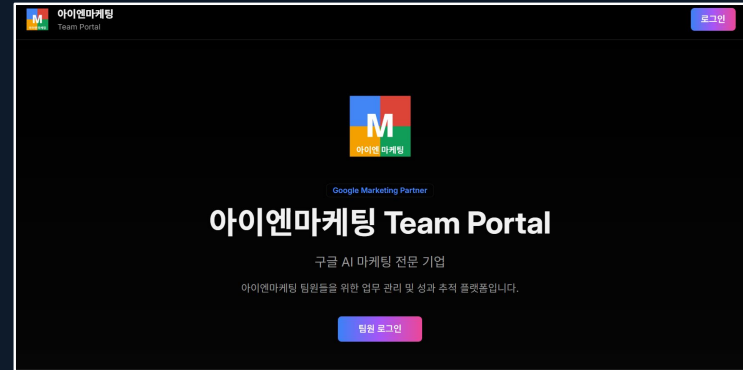 아이엔마케팅
Team Portal
로그인
M
아이엔 마케팅
Google Marketing Partner
아이엔마케팅 Team Portal
구글 AI 마케팅 전문 기업
아이엔마케팅 팀원들을 위한 업무 관리 및 성과 추적 플랫폼입니다.
팀원 로그인